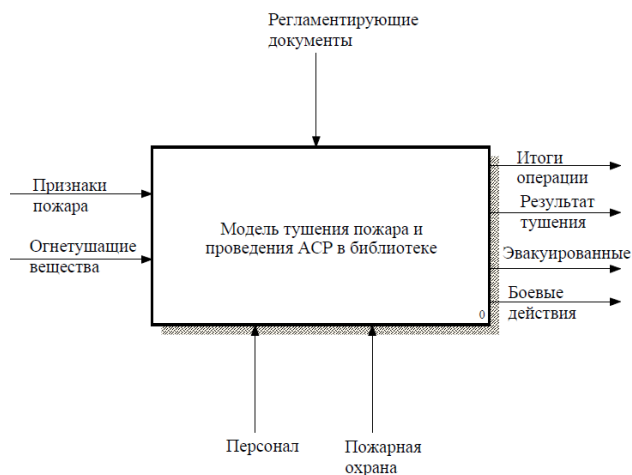 Регламентирующие
документы
Признаки
пожара
Огнетушащие
вещества
Модель тушения пожара и
проведения АСР в библиотеке
0
Итоги
операции
Результат
тушения
Эвакуированные
Боевые
действия
Персонал
Пожарная
охрана